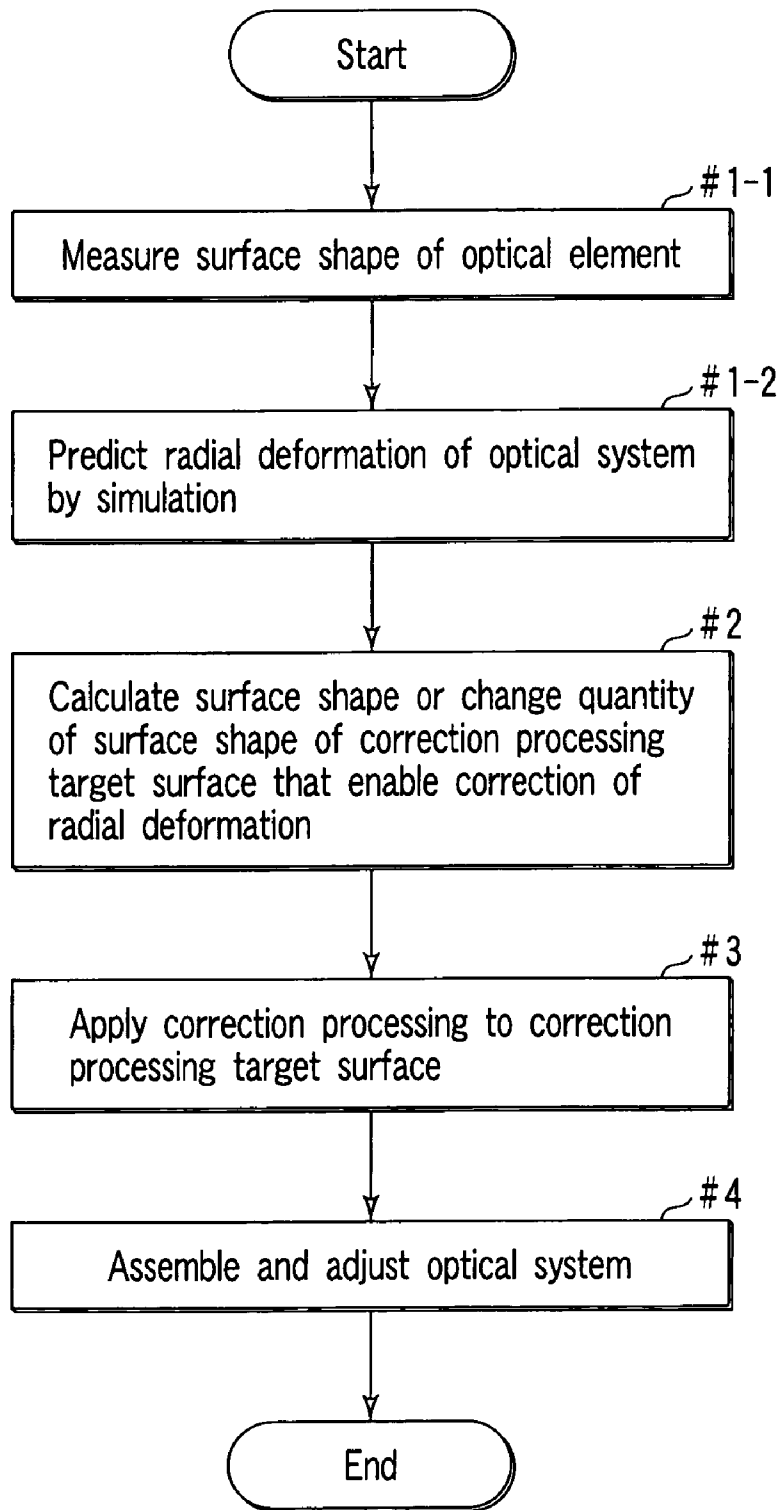 Start
#1-1
Measure surface shape of optical element
#1-2
Predict radial deformation of optical system
by simulation
#2
Calculate surface shape or change quantity
of surface shape of correction processing
target surface that enable correction of
radial deformation
#3
Apply correction processing to correction
processing target surface
#4
Assemble and adjust optical system
End